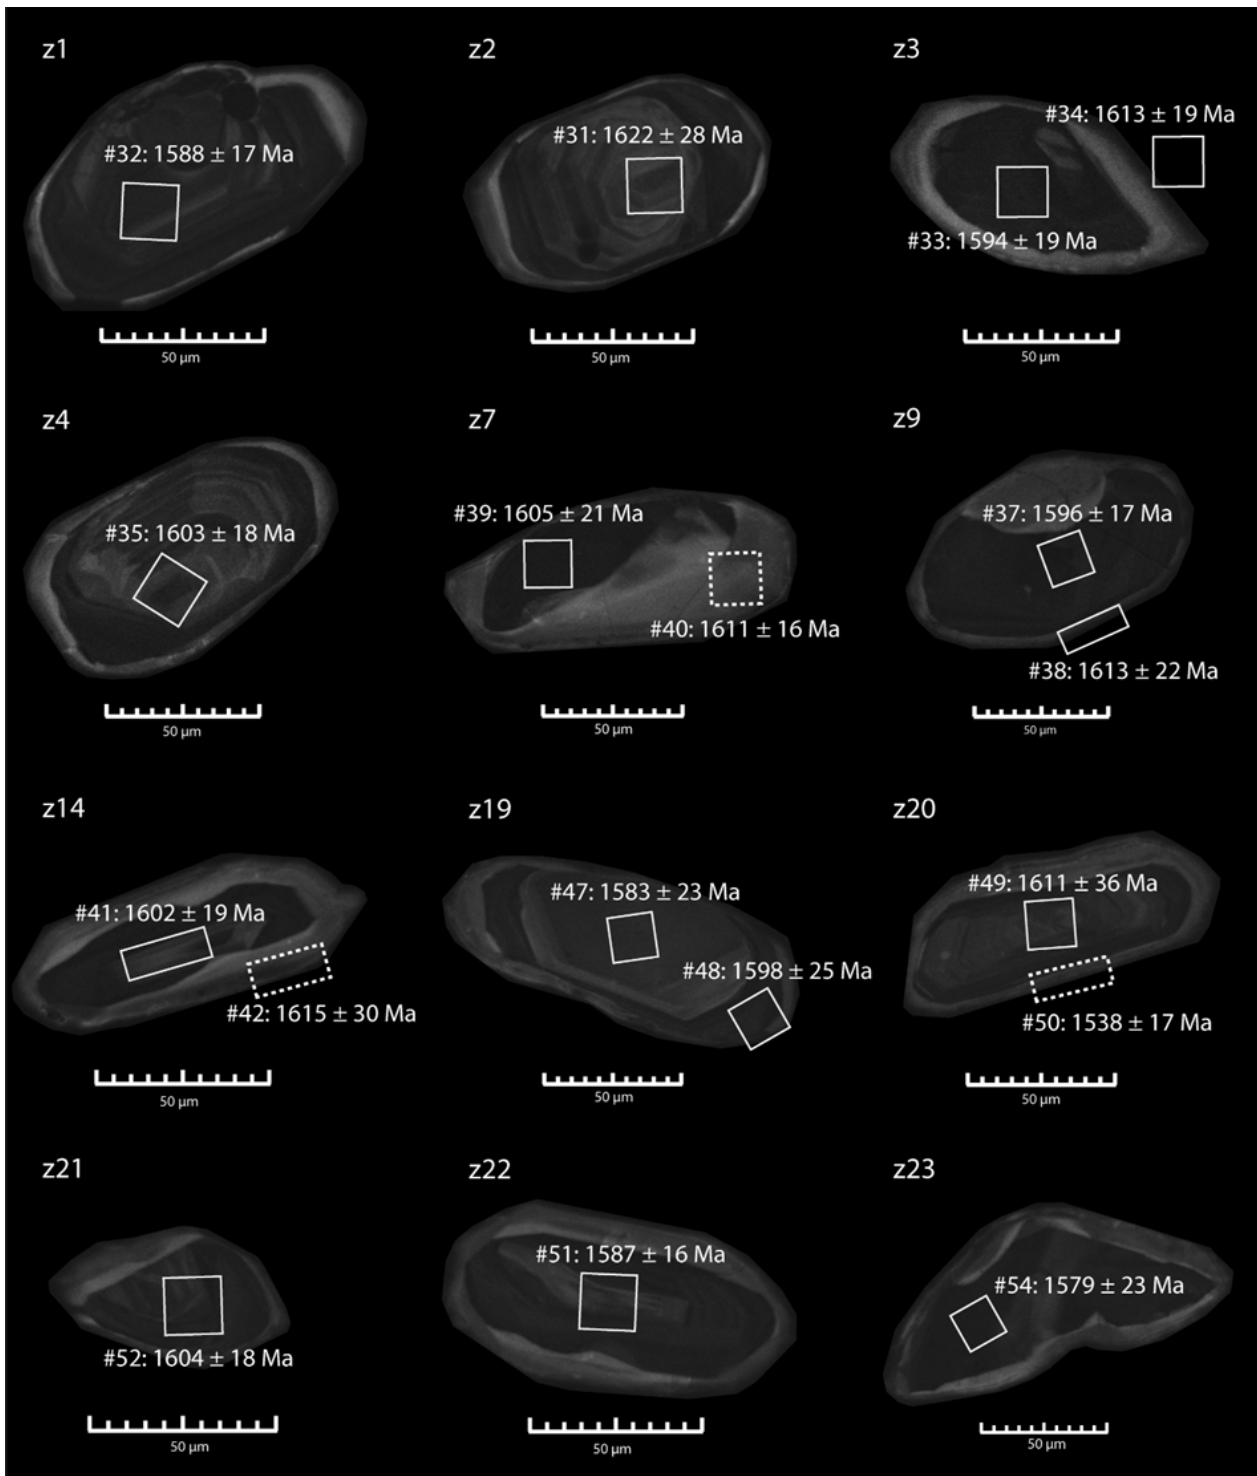 z1
z2
z3
#32: 1588 ± 17 Ma
#31: 1622 ± 28 Ma
#34: 1613 ± 19 Ma
#33: 1594 ± 19 Ma
50 µm
50 µm
50 µm
z4
z7
z9
#35: 1603 ± 18 Ma
#39: 1605 ± 21 Ma
#40: 1611 ± 16 Ma
#37: 1596 ± 17 Ma
#38: 1613 ± 22 Ma
50 µm
50 µm
50 µm
z14
z19
z20
#41: 1602 ± 19 Ma
#42: 1615 ± 30 Ma
#47: 1583 ± 23 Ma
#48: 1598 ± 25 Ma
#49: 1611 ± 36 Ma
#50: 1538 ± 17 Ma
50 µm
50 µm
50 µm
z21
z22
z23
#52: 1604 ± 18 Ma
#51: 1587 ± 16 Ma
#54: 1579 ± 23 Ma
50 µm
50 µm
50 µm